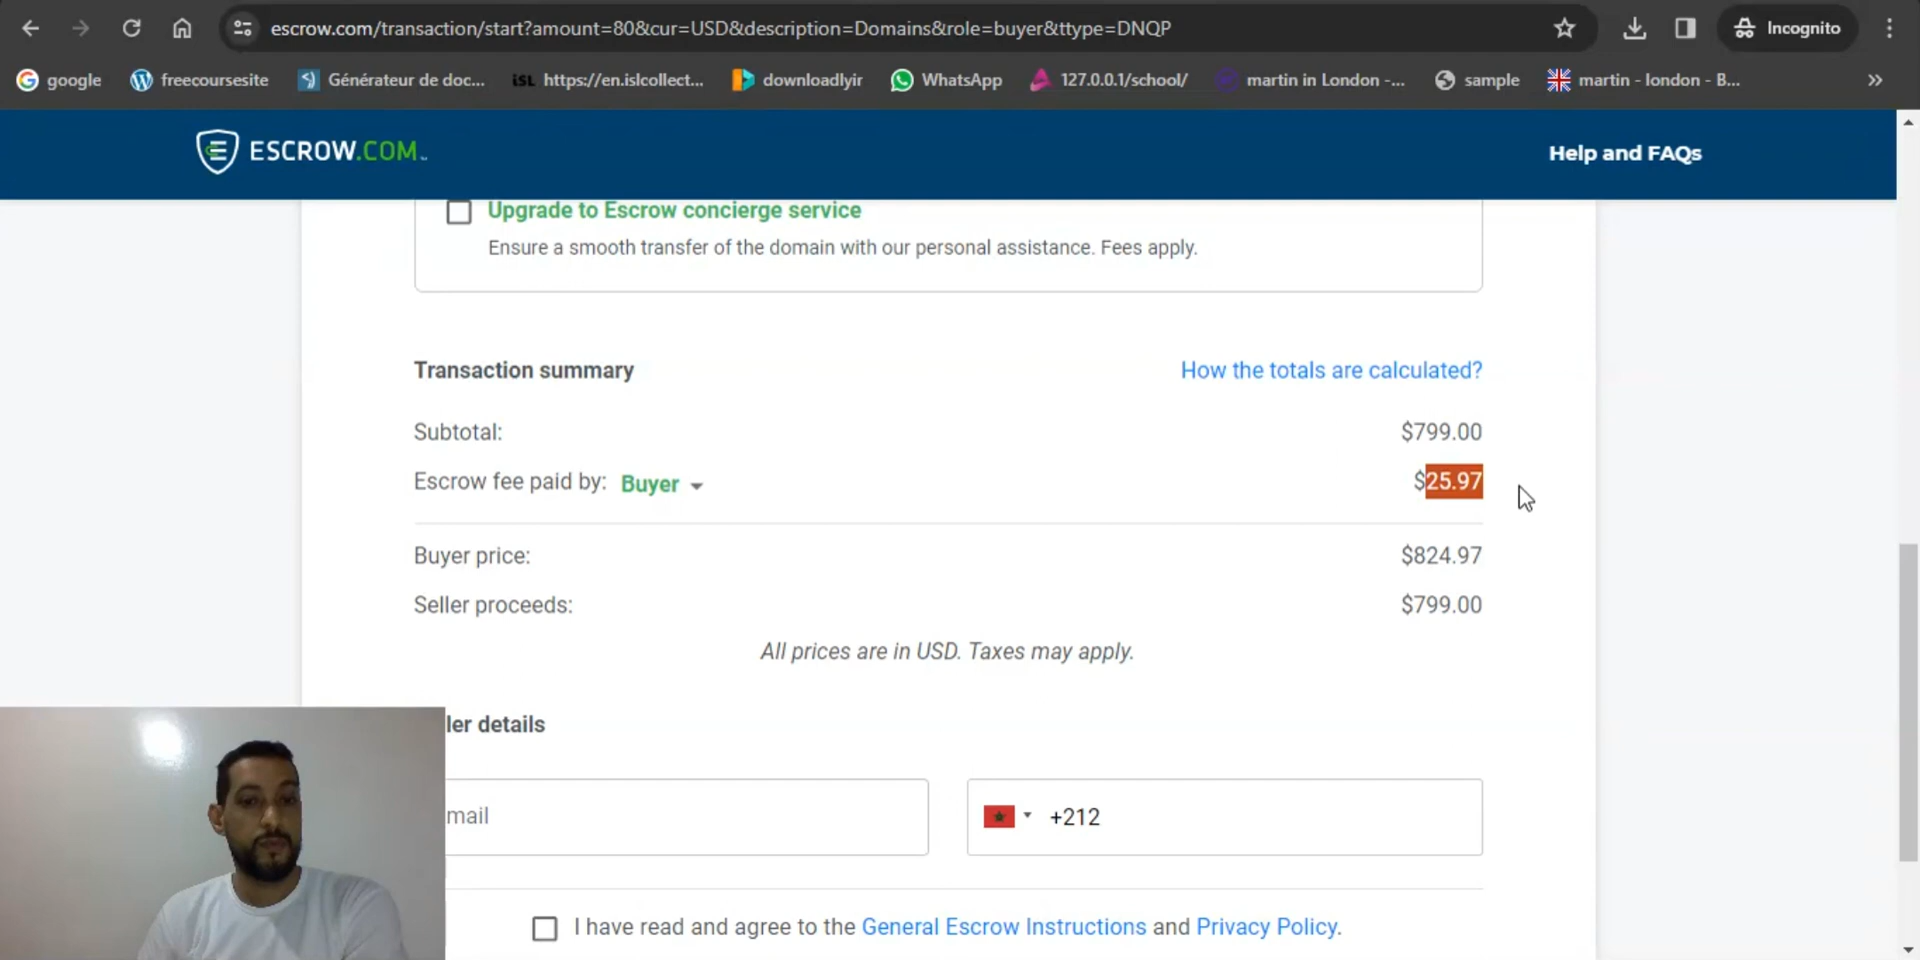 escrow.com/transaction/start?amount=80&cur=USD&description=Domains&role=buyer&ttype=DNQP
Incognito
google
freecoursesite
Générateur de doc...
iSL https://en.islcollect...
downloadlyir
WhatsApp
127.0.0.1/school/
martin in London -...
sample
martin - london - B...
»
ESCROW.COM
Help and FAQs
Upgrade to Escrow concierge service
Ensure a smooth transfer of the domain with our personal assistance. Fees apply.
Transaction summary How the totals are calculated?
Subtotal: $799.00
Escrow fee paid by: Buyer $25.97
Buyer price: $824.97
Seller proceeds: $799.00
All prices are in USD. Taxes may apply.
ler details
mail
+212
I have read and agree to the General Escrow Instructions and Privacy Policy.